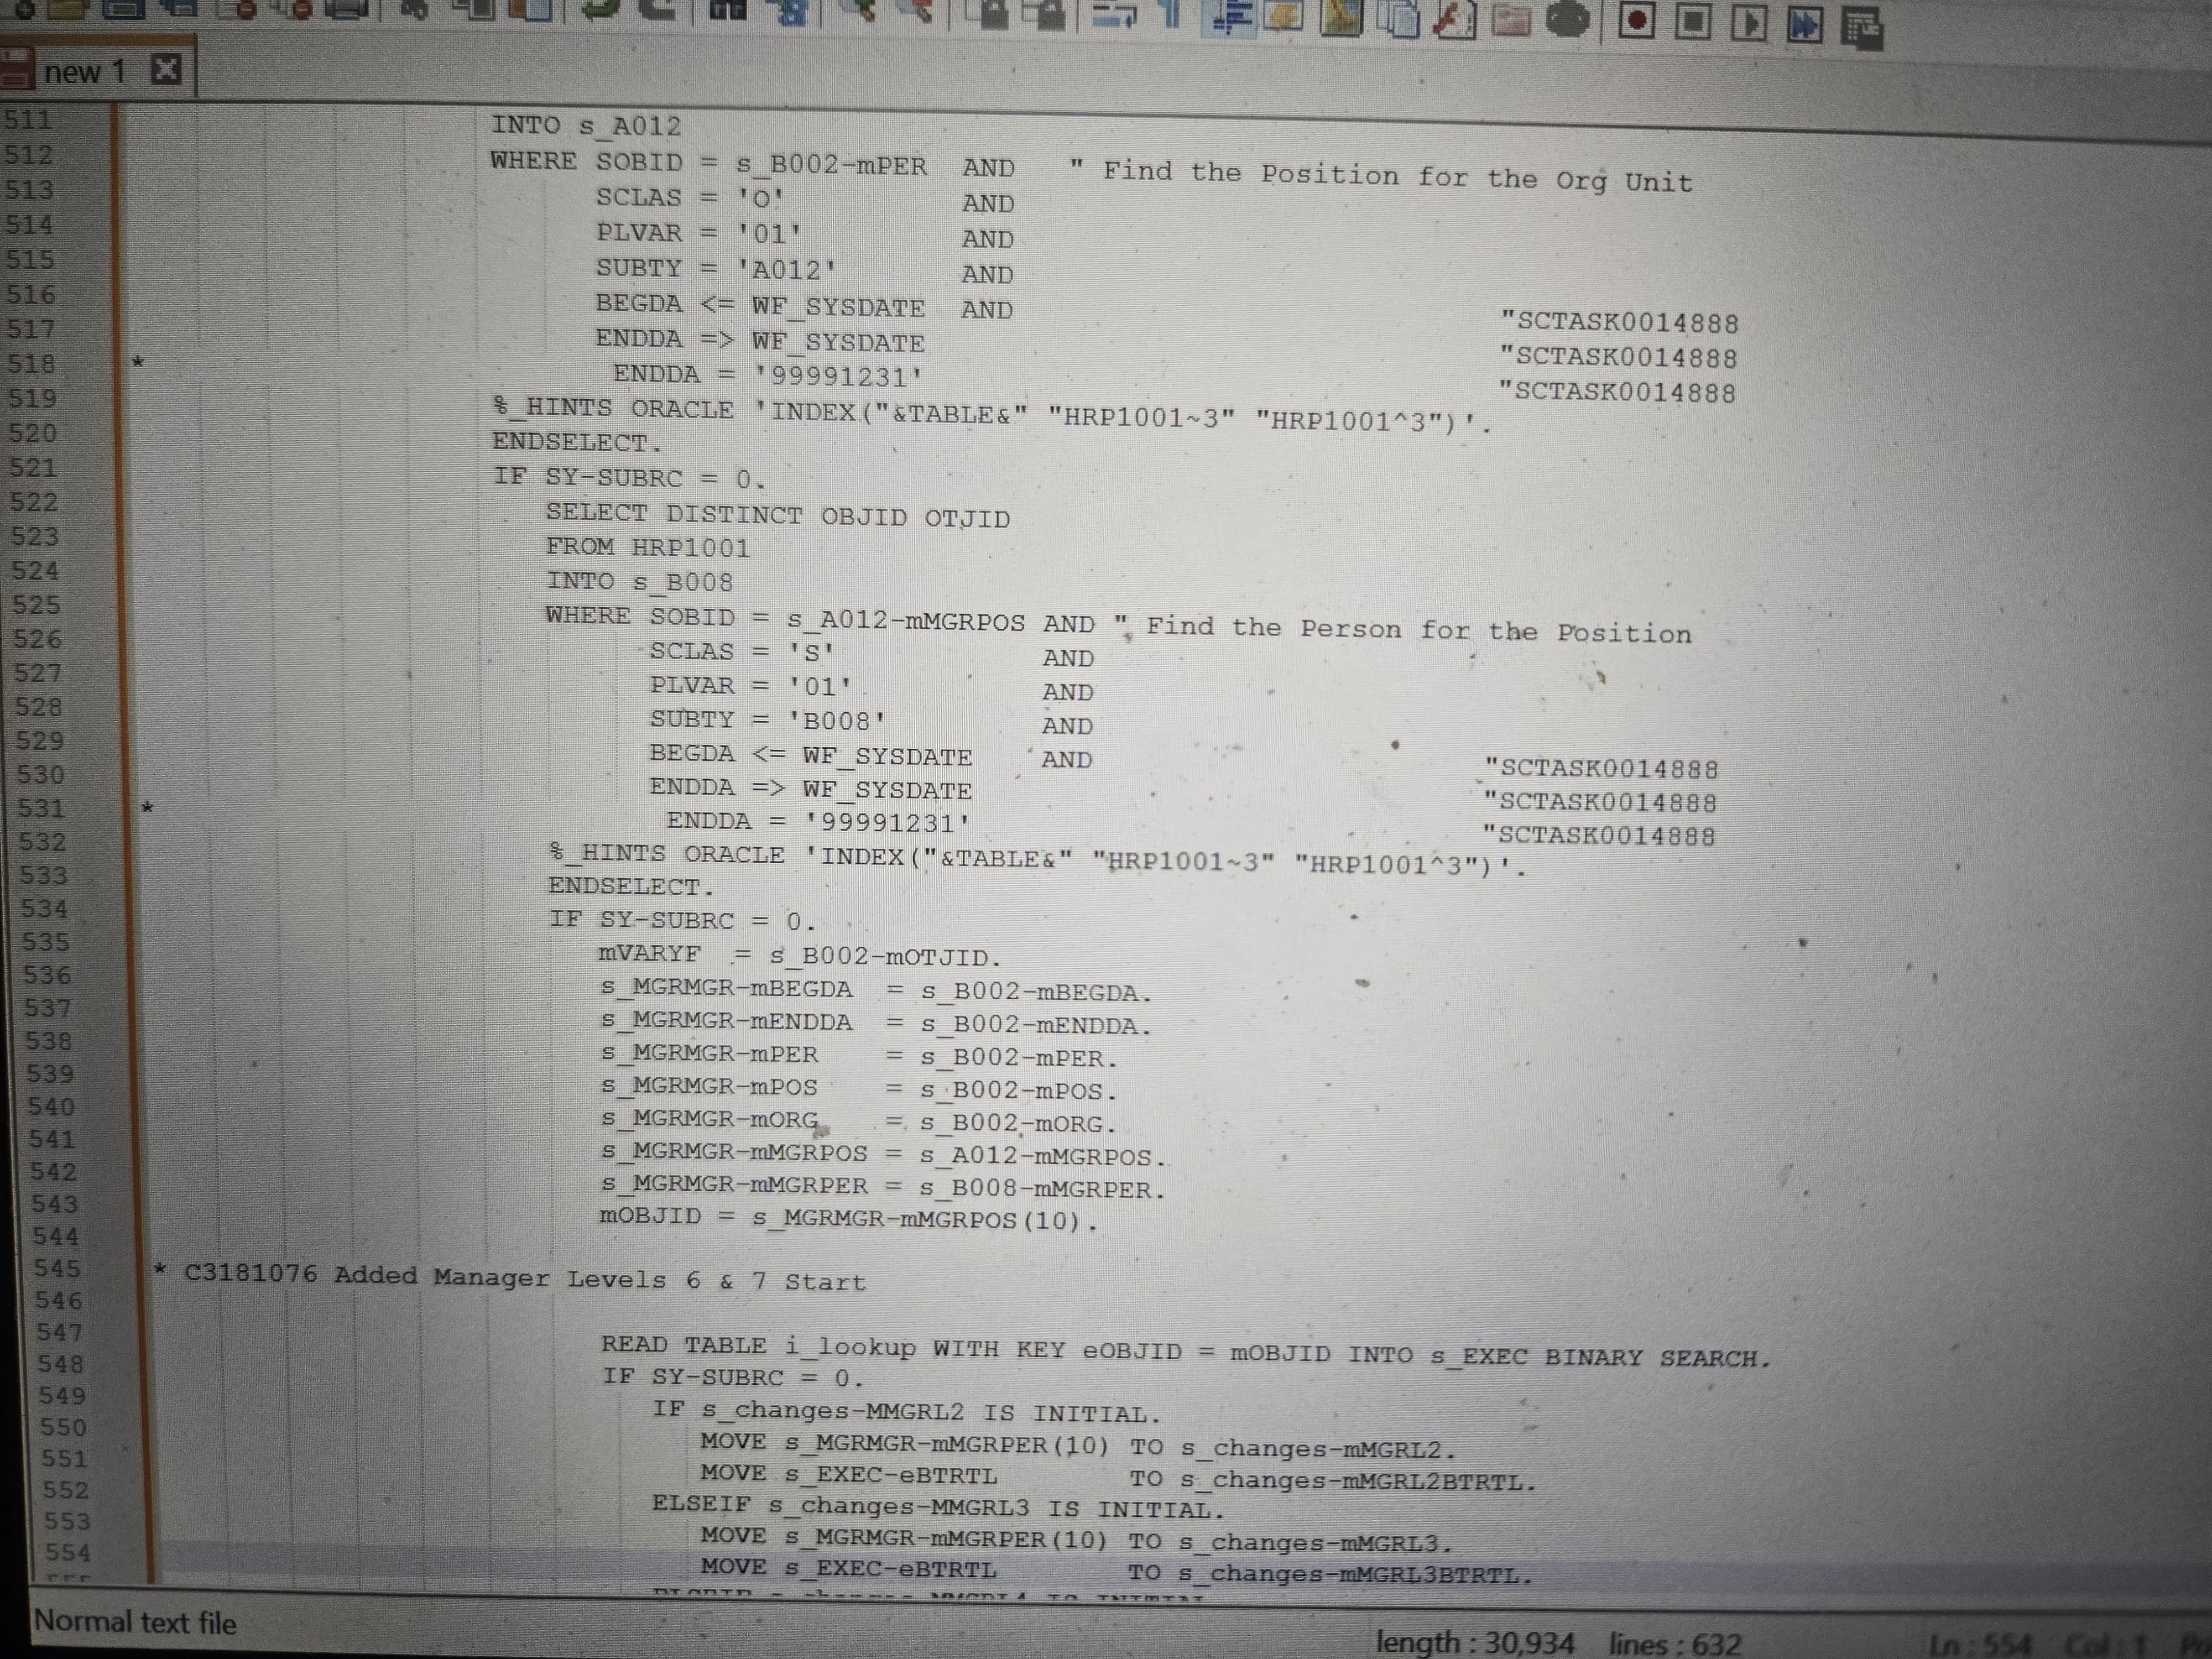 new 1
511 INTO s_A012
512 WHERE SOBID = s_B002-mPER AND " Find the Position for the Org Unit
513 SCLAS = 'O' AND
514 PLVAR = '01' AND
515 SUBTY = 'A012' AND
516 BEGDA <= WF_SYSDATE AND "SCTASK0014888
517 ENDDA => WF_SYSDATE "SCTASK0014888
518 * ENDDA = '99991231' "SCTASK0014888
519 %_HINTS ORACLE 'INDEX("&TABLE&" "HRP1001~3" "HRP1001^3")'.
520 ENDSELECT.
521 IF SY-SUBRC = 0.
522 SELECT DISTINCT OBJID OTJID
523 FROM HRP1001
524 INTO s_B008
525 WHERE SOBID = s_A012-mMGRPOS AND " Find the Person for the Position
526 SCLAS = 'S' AND
527 PLVAR = '01' AND
528 SUBTY = 'B008' AND
529 BEGDA <= WF_SYSDATE AND "SCTASK0014888
530 ENDDA => WF_SYSDATE "SCTASK0014888
531 * ENDDA = '99991231' "SCTASK0014888
532 %_HINTS ORACLE 'INDEX("&TABLE&" "HRP1001~3" "HRP1001^3")'.
533 ENDSELECT.
534 IF SY-SUBRC = 0.
535 mVARYF = s_B002-mOTJID.
536 s_MGRMGR-mBEGDA = s_B002-mBEGDA.
537 s_MGRMGR-mENDDA = s_B002-mENDDA.
538 s_MGRMGR-mPER = s_B002-mPER.
539 s_MGRMGR-mPOS = s_B002-mPOS.
540 s_MGRMGR-mORG = s_B002-mORG.
541 s_MGRMGR-mMGRPOS = s_A012-mMGRPOS.
542 s_MGRMGR-mMGRPER = s_B008-mMGRPER.
543 mOBJID = s_MGRMGR-mMGRPOS(10).
544
545 * C3181076 Added Manager Levels 6 & 7 Start
546
547 READ TABLE i_lookup WITH KEY eOBJID = mOBJID INTO s_EXEC BINARY SEARCH.
548 IF SY-SUBRC = 0.
549 IF s_changes-MMGRL2 IS INITIAL.
550 MOVE s_MGRMGR-mMGRPER(10) TO s_changes-mMGRL2.
551 MOVE s_EXEC-eBTRTL TO s_changes-mMGRL2BTRTL.
552 ELSEIF s_changes-MMGRL3 IS INITIAL.
553 MOVE s_MGRMGR-mMGRPER(10) TO s_changes-mMGRL3.
554 MOVE s_EXEC-eBTRTL TO s_changes-mMGRL3BTRTL.
Normal text file length : 30,934 lines : 632 Ln : 554 Col : 1